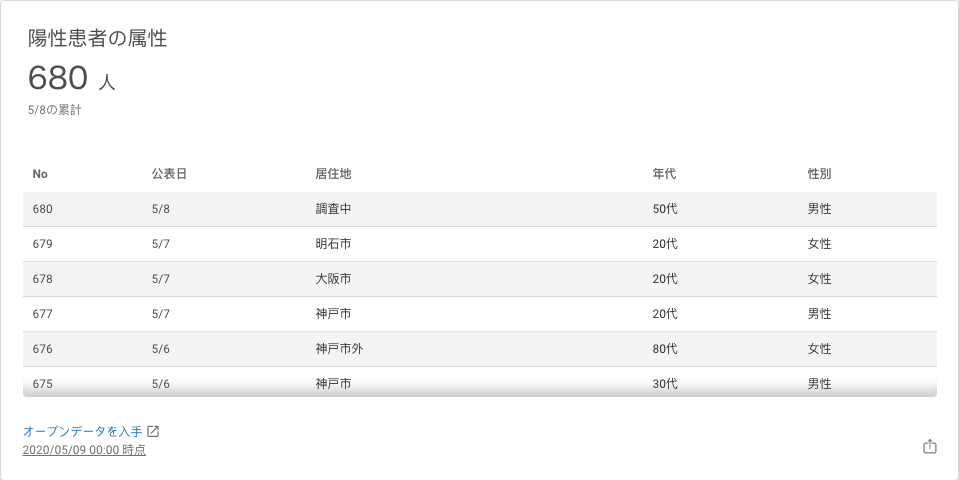 陽性患者の属性
680 人
5/8の累計
No 公表日 居住地 年代 性別
680 5/8 調査中 50代 男性
679 5/7 明石市 20代 女性
678 5/7 大阪市 20代 女性
677 5/7 神戸市 20代 男性
676 5/6 神戸市外 80代 女性
675 5/6 神戸市 30代 男性
オープンデータを入手
2020/05/09 00:00 時点